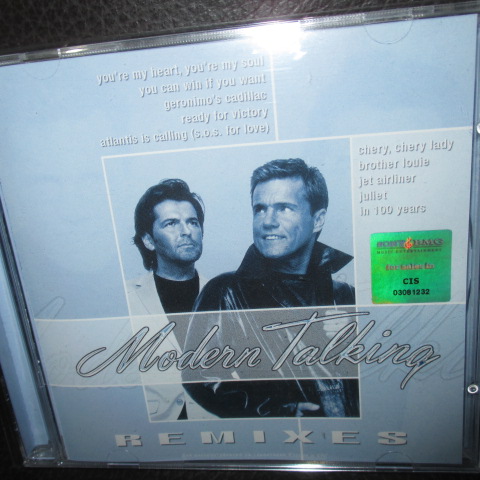 you're my heart, you're my soul
you can win if you want
geronimo's cadillac
ready for victory
atlantis is calling (s.o.s. for love)
chery, chery lady
brother louie
jet airliner
juliet
in 100 years
CIS
03081232
Modern Talking
REMIXES